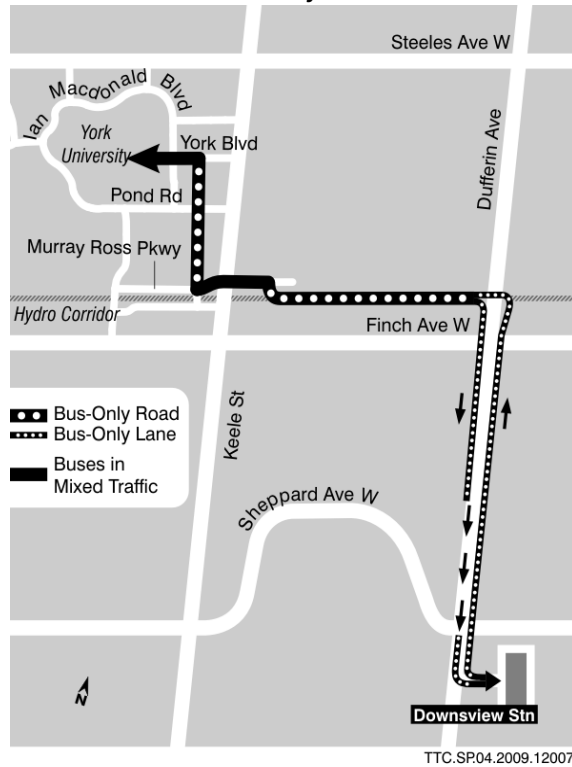 Steeles Ave W
Ian Macdonald Blvd
Dufferin Ave
York
University
York Blvd
Pond Rd
Murray Ross Pkwy
Hydro Corridor
Finch Ave W
Bus-Only Road
Bus-Only Lane
Buses in
Mixed Traffic
Keele St
Sheppard Ave W
N
Downsview Stn
TTC.SP.04.2009.12007